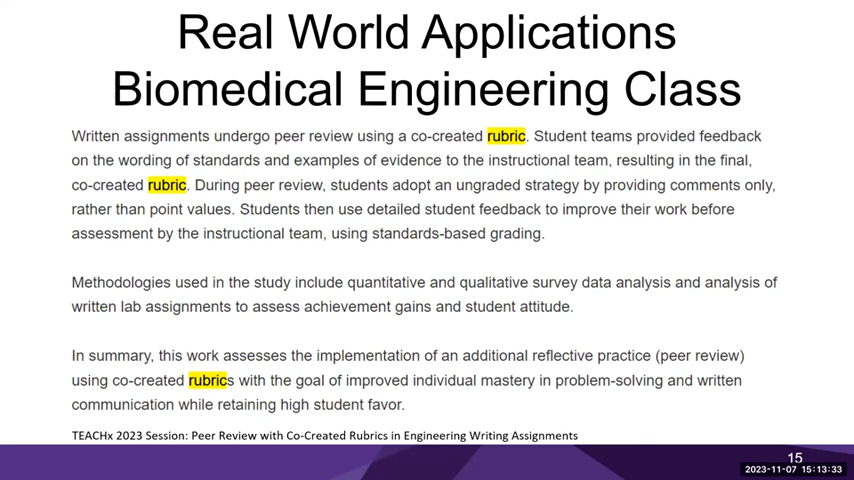 Real World Applications
Biomedical Engineering Class
Written assignments undergo peer review using a co-created rubric. Student teams provided feedback
on the wording of standards and examples of evidence to the instructional team, resulting in the final,
co-created rubric. During peer review, students adopt an ungraded strategy by providing comments only,
rather than point values. Students then use detailed student feedback to improve their work before
assessment by the instructional team, using standards-based grading.
Methodologies used in the study include quantitative and qualitative survey data analysis and analysis of
written lab assignments to assess achievement gains and student attitude.
In summary, this work assesses the implementation of an additional reflective practice (peer review)
using co-created rubrics with the goal of improved individual mastery in problem-solving and written
communication while retaining high student favor.
TEACHx 2023 Session: Peer Review with Co-Created Rubrics in Engineering Writing Assignments
15
2023-11-07 15:13:33